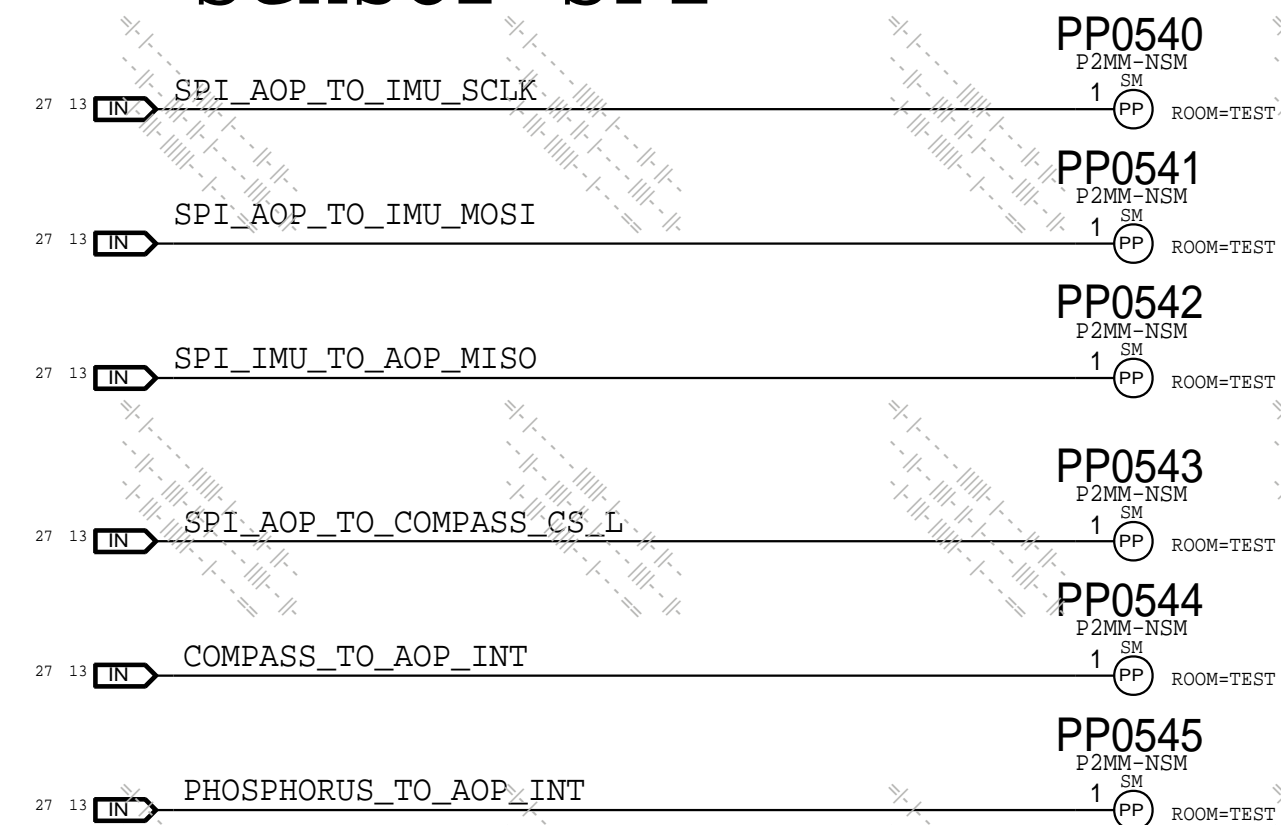 Sensor SPI
PP0540
P2MM-NSM
SM
27 13 IN SPI_AOP_TO_IMU_SCLK 1 PP ROOM=TEST
PP0541
P2MM-NSM
SM
27 13 IN SPI_AOP_TO_IMU_MOSI 1 PP ROOM=TEST
PP0542
P2MM-NSM
SM
27 13 IN SPI_IMU_TO_AOP_MISO 1 PP ROOM=TEST
PP0543
P2MM-NSM
SM
27 13 IN SPI_AOP_TO_COMPASS_CS_L 1 PP ROOM=TEST
PP0544
P2MM-NSM
SM
27 13 IN COMPASS_TO_AOP_INT 1 PP ROOM=TEST
PP0545
P2MM-NSM
SM
27 13 IN PHOSPHORUS_TO_AOP_INT 1 PP ROOM=TEST